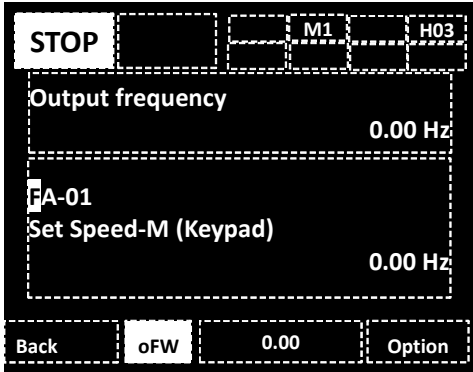 STOP M1 H03
Output frequency
0.00 Hz
FA-01
Set Speed-M (Keypad)
0.00 Hz
Back oFW 0.00 Option